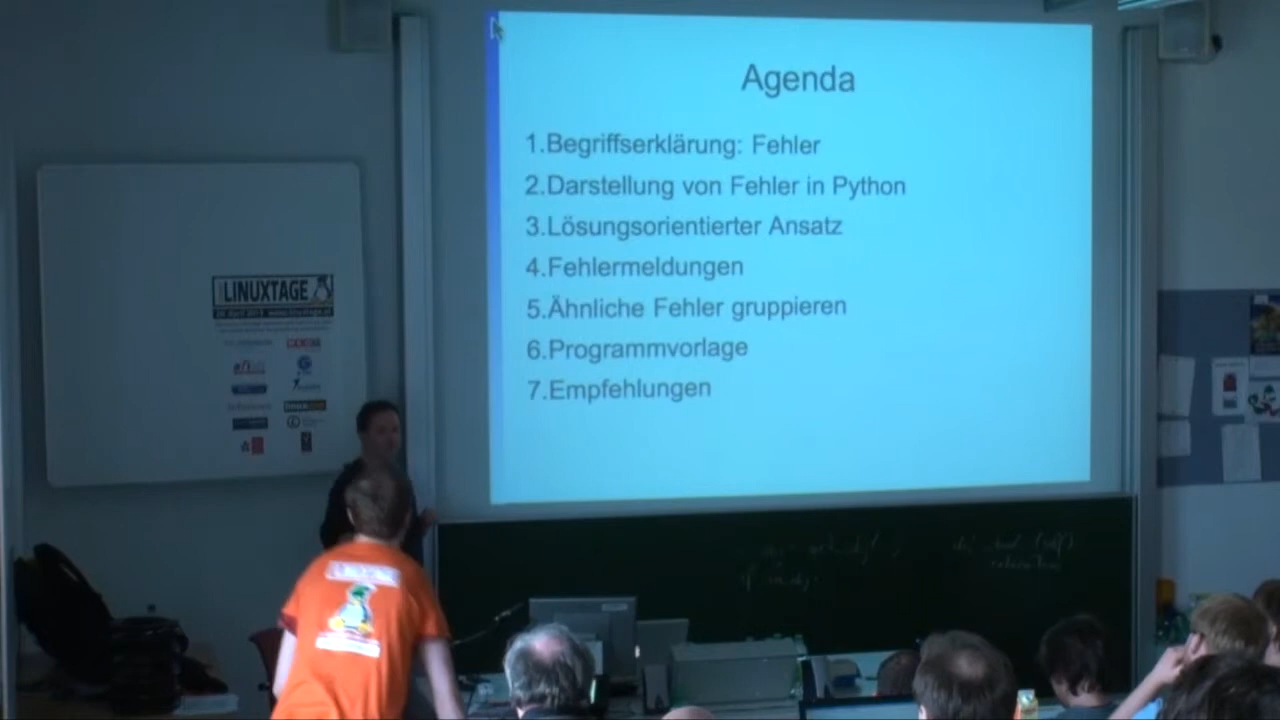 Agenda
1.Begriffserklärung: Fehler
2.Darstellung von Fehler in Python
3.Lösungsorientierter Ansatz
4.Fehlermeldungen
5.Ähnliche Fehler gruppieren
6.Programmvorlage
7.Empfehlungen
LINUXTAGE